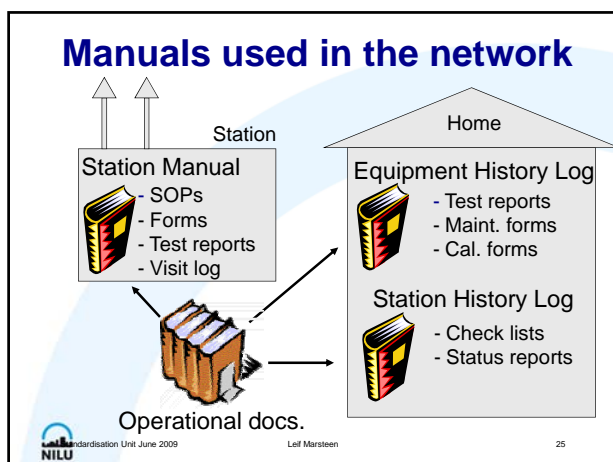 Manuals used in the network
Station
Station Manual
- SOPs
- Forms
- Test reports
- Visit log
Home
Equipment History Log
- Test reports
- Maint. forms
- Cal. forms
Station History Log
- Check lists
- Status reports
Operational docs.
Unit June 2009
Leif Marsteen
25
NILU